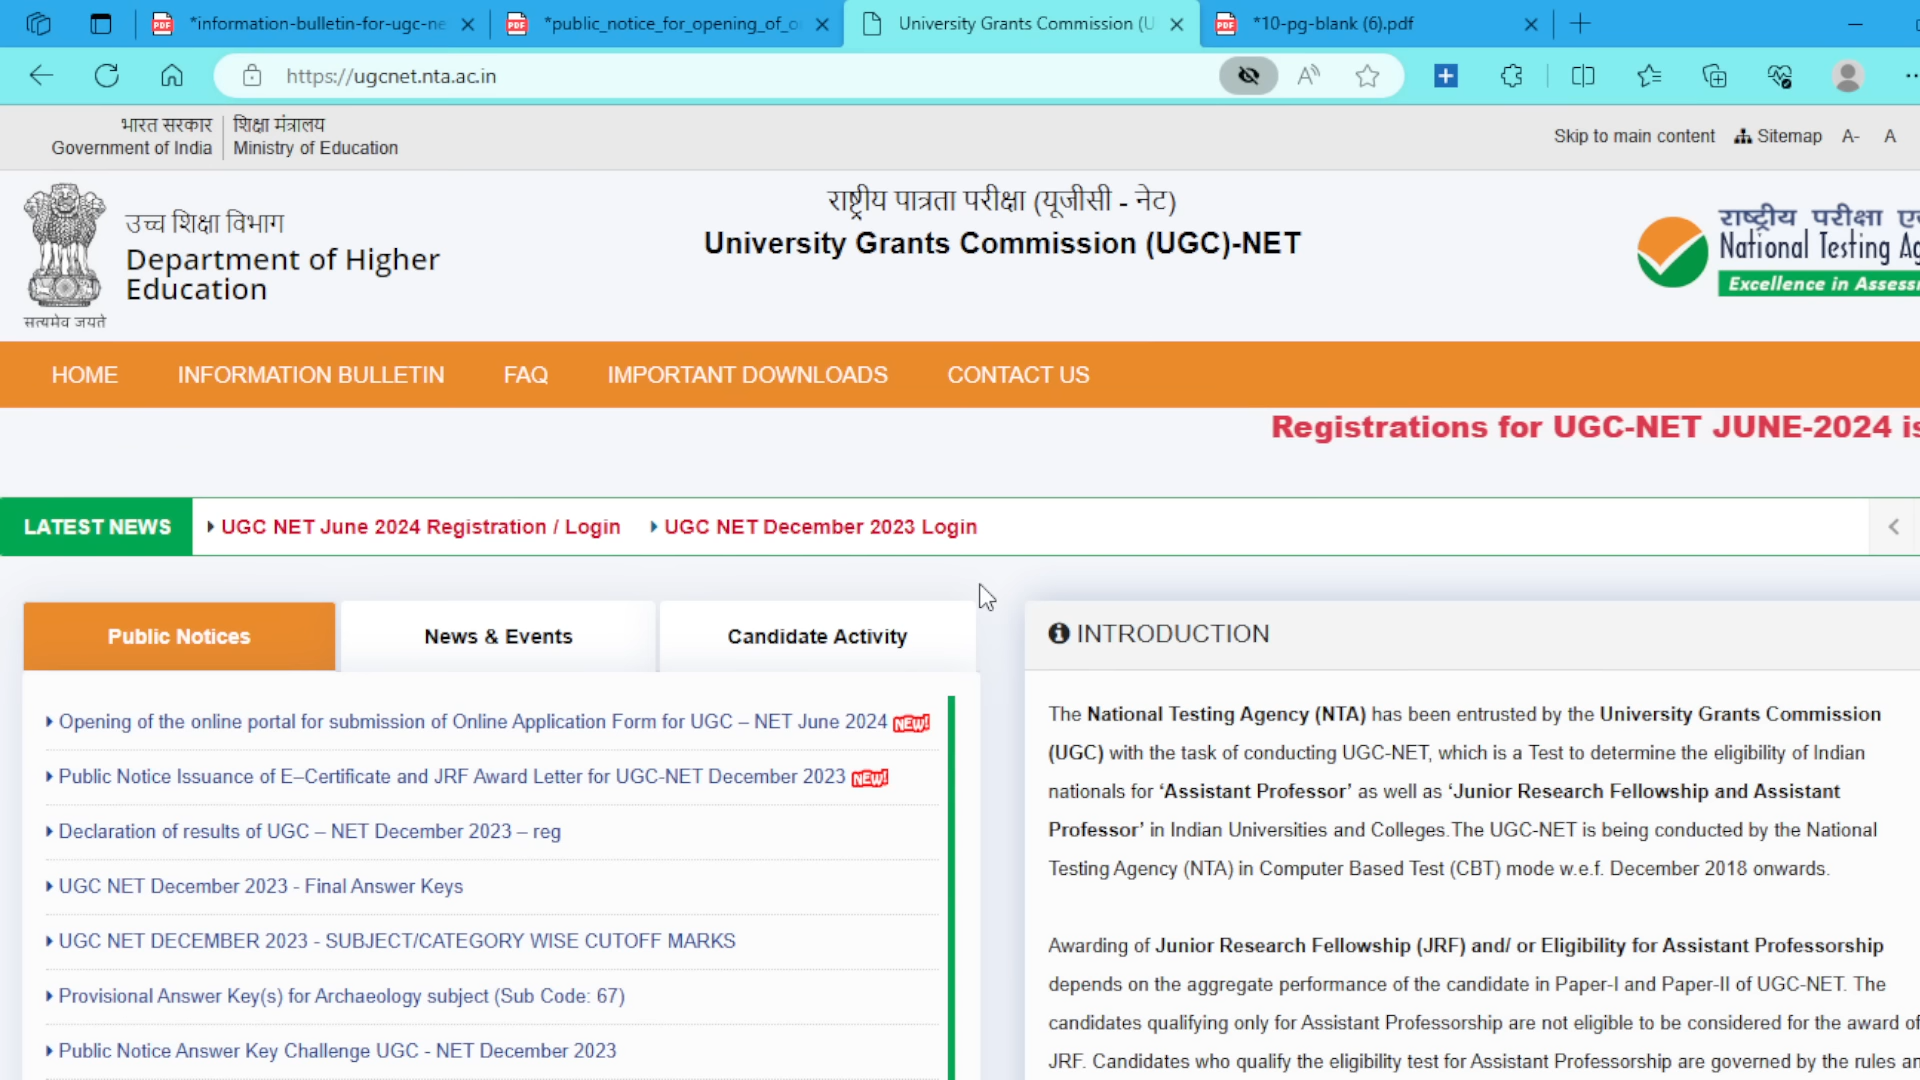 *information-bulletin-for-ugc-ne
*public_notice_for_opening_of_o
University Grants Commission (U
*10-pg-blank (6).pdf
https://ugcnet.nta.ac.in
भारत सरकार
Government of India
शिक्षा मंत्रालय
Ministry of Education
Skip to main content
Sitemap
A-
A
उच्च शिक्षा विभाग
Department of Higher
Education
सत्यमेव जयते
राष्ट्रीय पात्रता परीक्षा (यूजीसी - नेट)
University Grants Commission (UGC)-NET
राष्ट्रीय परीक्षा ए
National Testing Ag
Excellence in Assess
HOME
INFORMATION BULLETIN
FAQ
IMPORTANT DOWNLOADS
CONTACT US
Registrations for UGC-NET JUNE-2024 is
LATEST NEWS
UGC NET June 2024 Registration / Login
UGC NET December 2023 Login
Public Notices
News & Events
Candidate Activity
Opening of the online portal for submission of Online Application Form for UGC – NET June 2024 NEW!
Public Notice Issuance of E–Certificate and JRF Award Letter for UGC-NET December 2023 NEW!
Declaration of results of UGC – NET December 2023 – reg
UGC NET December 2023 - Final Answer Keys
UGC NET DECEMBER 2023 - SUBJECT/CATEGORY WISE CUTOFF MARKS
Provisional Answer Key(s) for Archaeology subject (Sub Code: 67)
Public Notice Answer Key Challenge UGC - NET December 2023
INTRODUCTION
The National Testing Agency (NTA) has been entrusted by the University Grants Commission
(UGC) with the task of conducting UGC-NET, which is a Test to determine the eligibility of Indian
nationals for ‘Assistant Professor’ as well as ‘Junior Research Fellowship and Assistant
Professor’ in Indian Universities and Colleges.The UGC-NET is being conducted by the National
Testing Agency (NTA) in Computer Based Test (CBT) mode w.e.f. December 2018 onwards.
Awarding of Junior Research Fellowship (JRF) and/ or Eligibility for Assistant Professorship
depends on the aggregate performance of the candidate in Paper-I and Paper-II of UGC-NET. The
candidates qualifying only for Assistant Professorship are not eligible to be considered for the award of
JRF. Candidates who qualify the eligibility test for Assistant Professorship are governed by the rules an